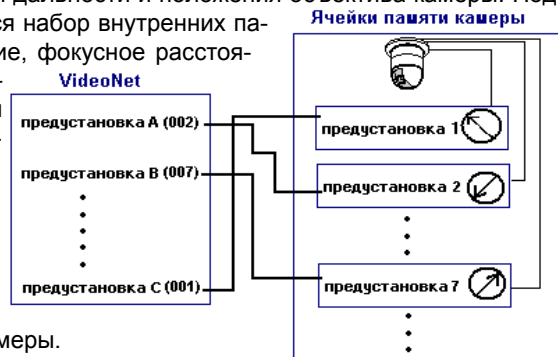 дальности и положения объектива камеры. Под
ся набор внутренних па-
ие, фокусное расстоя-
Ячейки памяти камеры
VideoNet
предустановка A (002)
предустановка B (007)
предустановка C (001)
предустановка 1
предустановка 2
предустановка 7
меры.